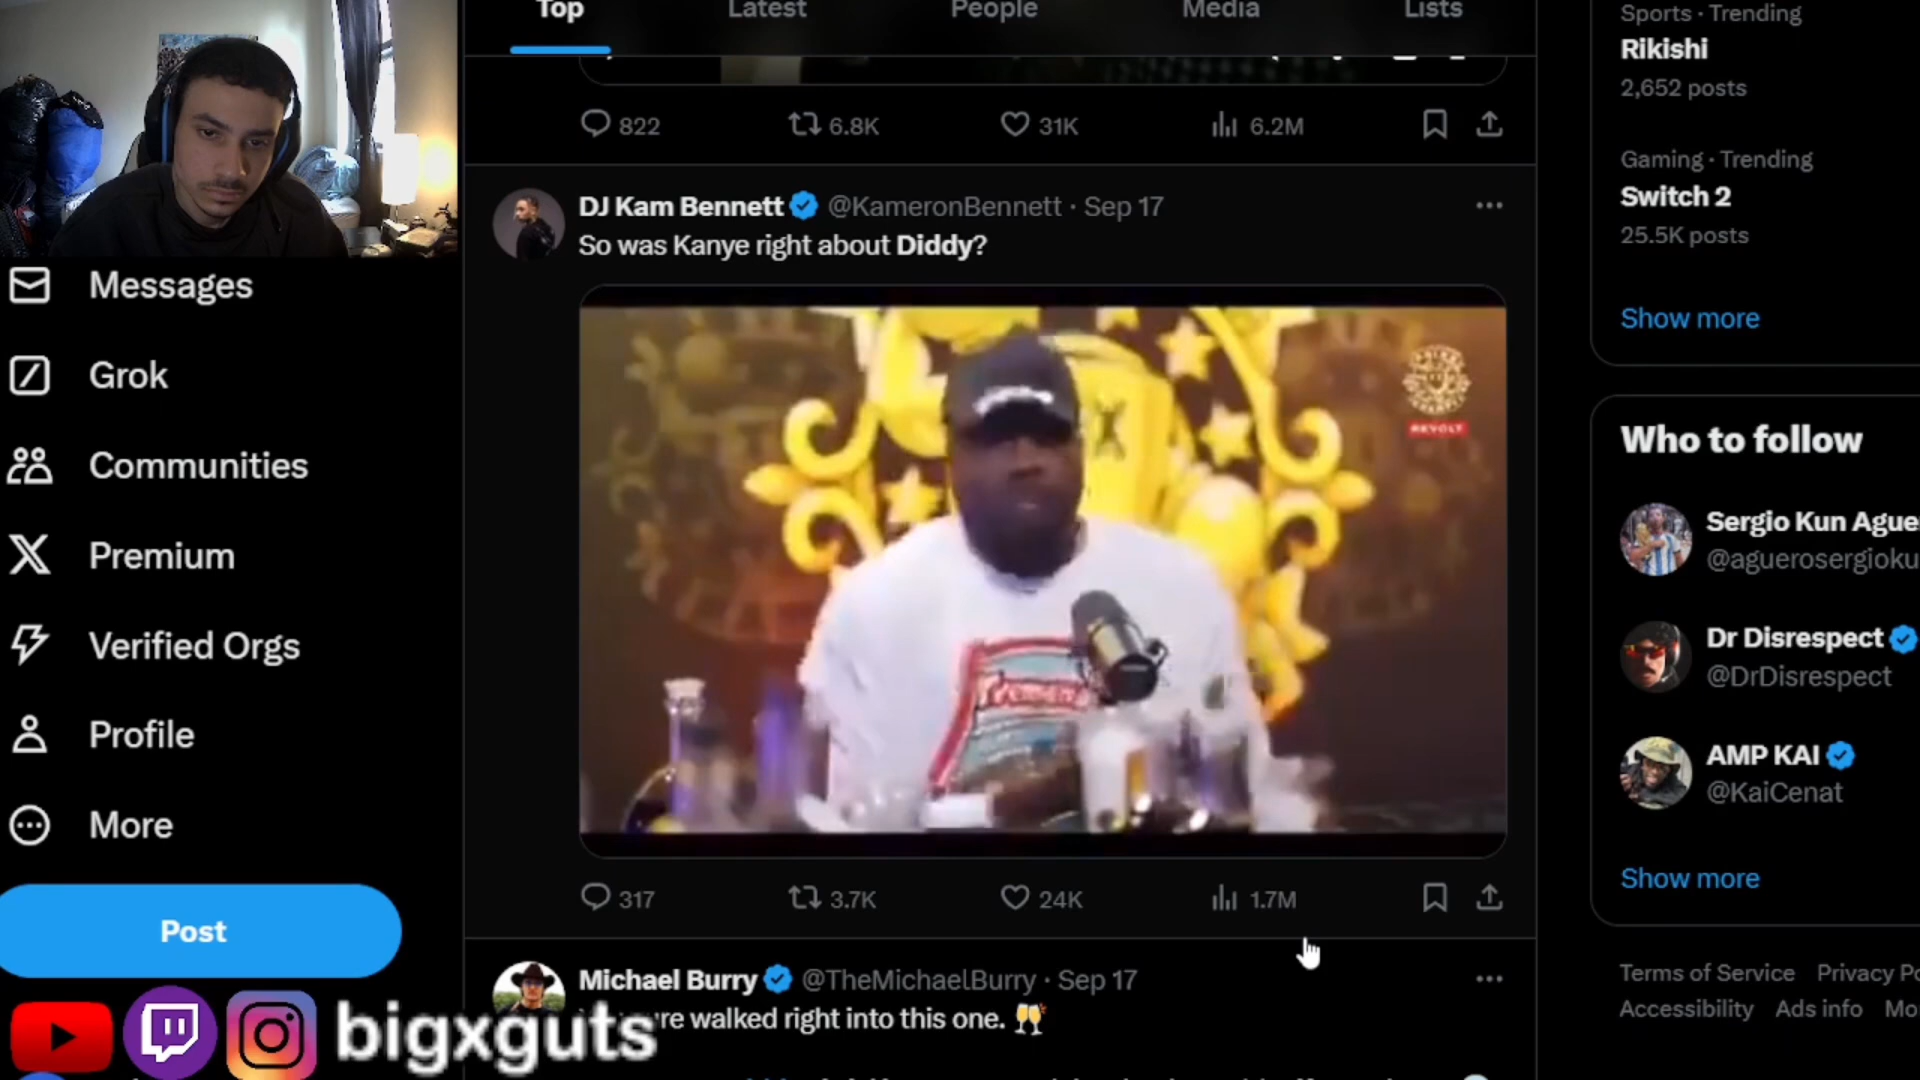 Top Latest People Media Lists
Sports · Trending
Rikishi
2,652 posts
822 6.8K 31K 6.2M
Gaming · Trending
Switch 2
25.5K posts
Show more
DJ Kam Bennett @KameronBennett · Sep 17
So was Kanye right about Diddy?
REVOLT
317 3.7K 24K 1.7M
Michael Burry @TheMichaelBurry · Sep 17
walked right into this one. 🥂
Messages
Grok
Communities
Premium
Verified Orgs
Profile
More
Post
bigxguts
Who to follow
Sergio Kun Ague
@aguerosergioku
Dr Disrespect
@DrDisrespect
AMP KAI
@KaiCenat
Show more
Terms of Service Privacy Po
Accessibility Ads info Mo